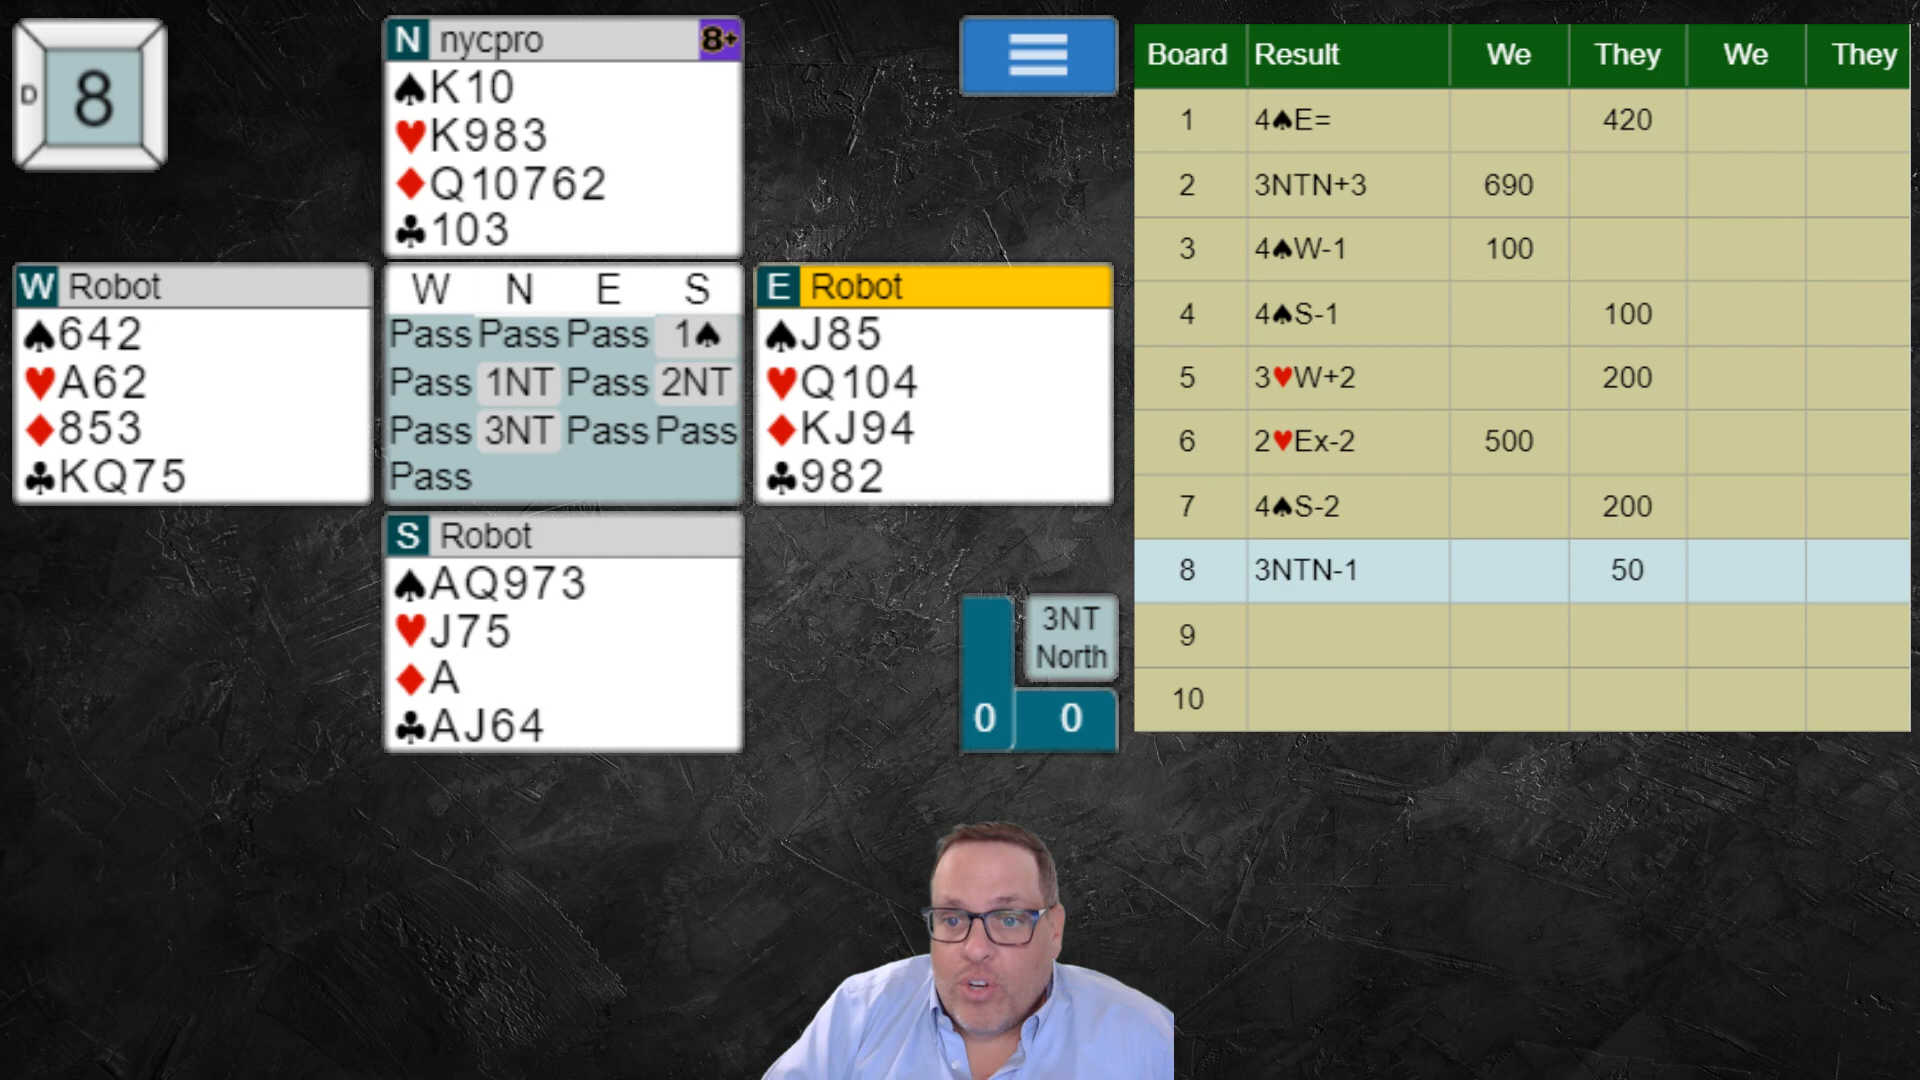 D 8
N nycpro 8+
♠K10
♥K983
♦Q10762
♣103
W Robot
♠642
♥A62
♦853
♣KQ75
W N E S
Pass Pass Pass 1♠
Pass 1NT Pass 2NT
Pass 3NT Pass Pass
Pass
E Robot
♠J85
♥Q104
♦KJ94
♣982
S Robot
♠AQ973
♥J75
♦A
♣AJ64
3NT
North
0 0
Board Result We They We They
1 4♠E= 420
2 3NTN+3 690
3 4♠W-1 100
4 4♠S-1 100
5 3♥W+2 200
6 2♥Ex-2 500
7 4♠S-2 200
8 3NTN-1 50
9
10